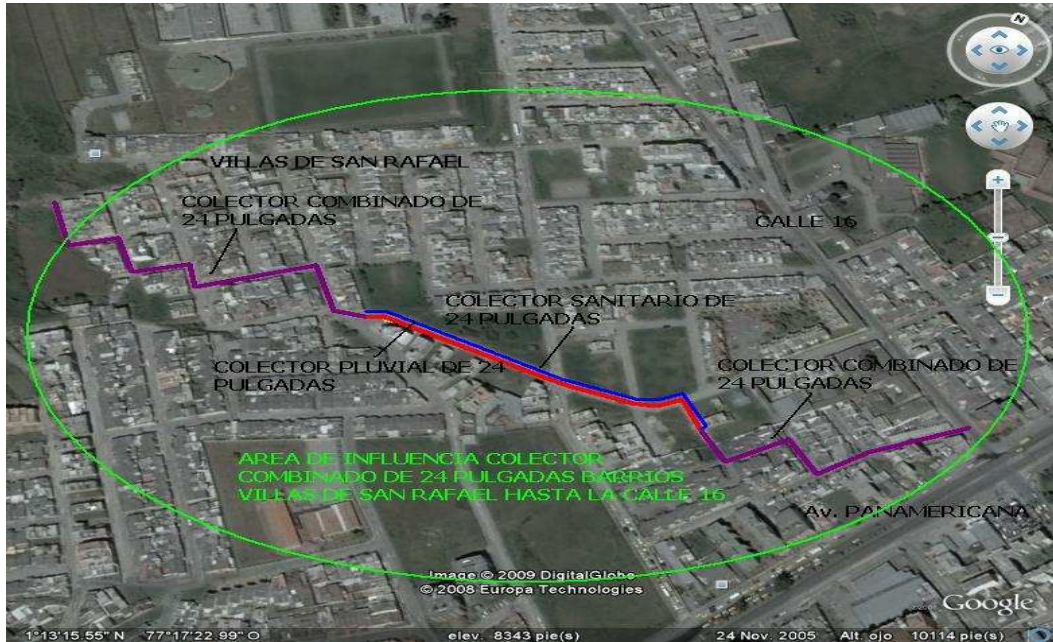 N
VILLAS DE SAN RAFAEL
COLECTOR COMBINADO DE
24 PULGADAS
CALLE 16
COLECTOR SANITARIO DE
24 PULGADAS
COLECTOR PLUVIAL DE 24
PULGADAS
COLECTOR COMBINADO DE
24 PULGADAS
AREA DE INFLUENCIA COLECTOR
COMBINADO DE 24 PULGADAS BARRIOS
VILLAS DE SAN RAFAEL HASTA LA CALLE 16
Av. PANAMERICANA
Image © 2009 DigitalGlobe
© 2008 Europa Technologies
Google
1°13'15.55" N 77°17'22.99" O elev. 8343 pie(s) 24 Nov. 2005 Alt. ojo 10114 pie(s)